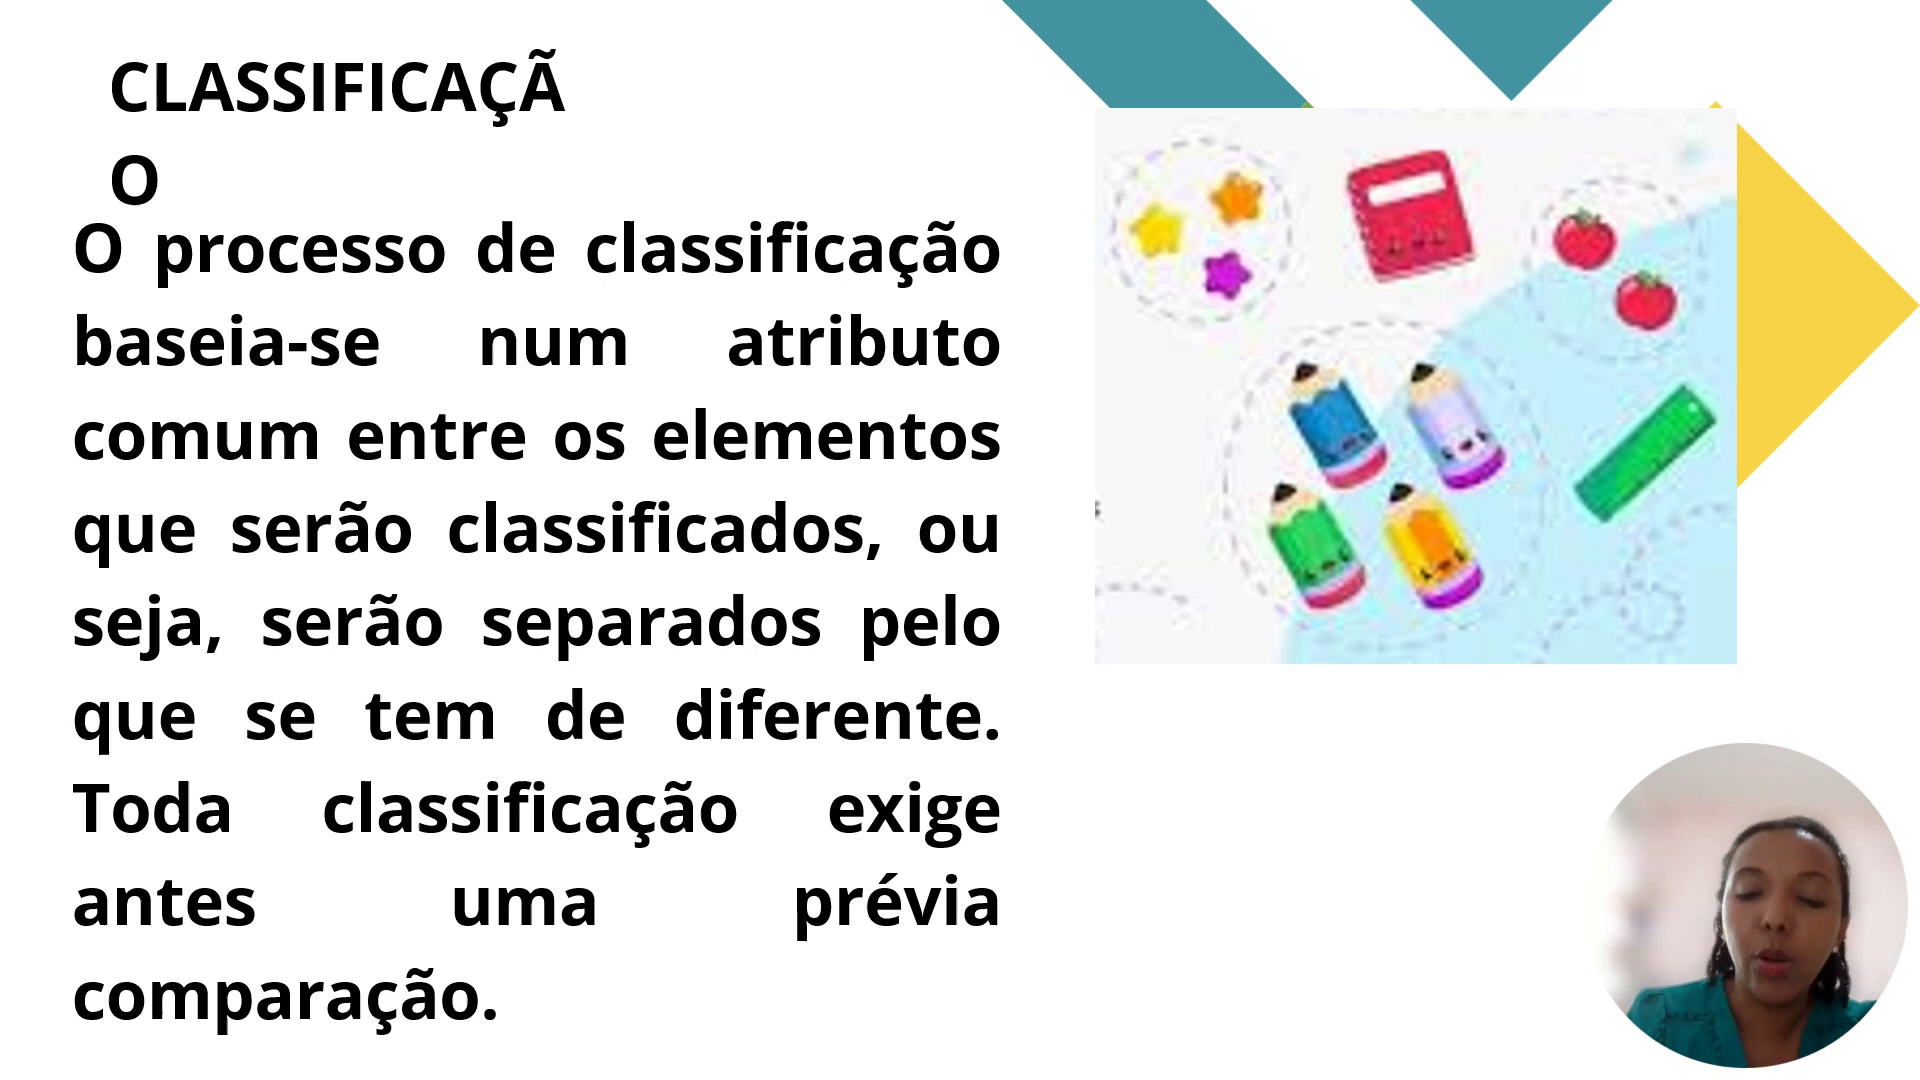 CLASSIFICAÇÃ
O
O processo de classificação
baseia-se num atributo
comum entre os elementos
que serão classificados, ou
seja, serão separados pelo
que se tem de diferente.
Toda classificação exige
antes uma prévia
comparação.